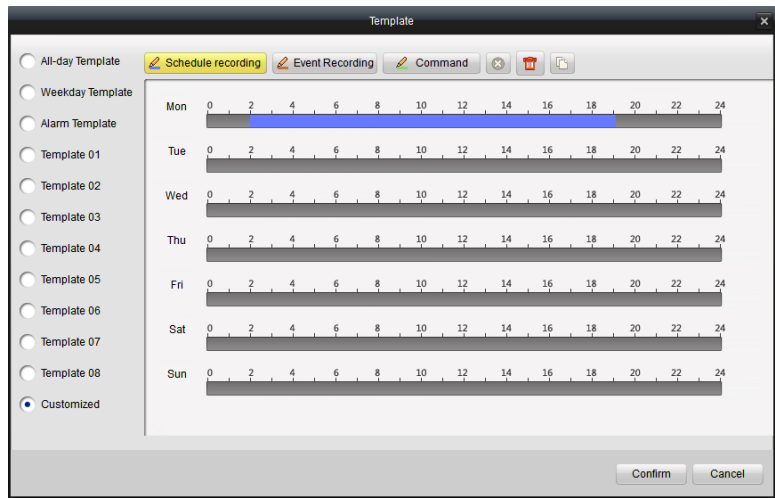 Template
All-day Template
Weekday Template
Alarm Template
Template 01
Template 02
Template 03
Template 04
Template 05
Template 06
Template 07
Template 08
Customized
Schedule recording Event Recording Command
Mon 0 2 4 6 8 10 12 14 16 18 20 22 24
Tue 0 2 4 6 8 10 12 14 16 18 20 22 24
Wed 0 2 4 6 8 10 12 14 16 18 20 22 24
Thu 0 2 4 6 8 10 12 14 16 18 20 22 24
Fri 0 2 4 6 8 10 12 14 16 18 20 22 24
Sat 0 2 4 6 8 10 12 14 16 18 20 22 24
Sun 0 2 4 6 8 10 12 14 16 18 20 22 24
Confirm Cancel